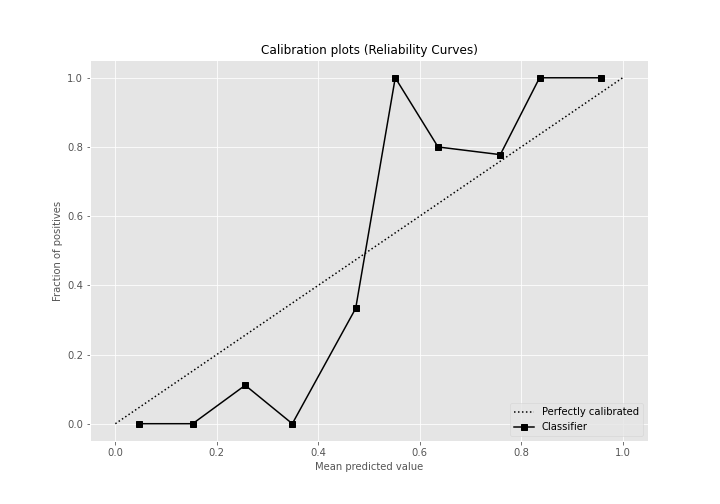 Calibration plots (Reliability Curves)
1.0
0.8
0.6
0.4
0.2
0.0
Fraction of positives
Perfectly calibrated
Classifier
0.0 0.2 0.4 0.6 0.8 1.0
Mean predicted value